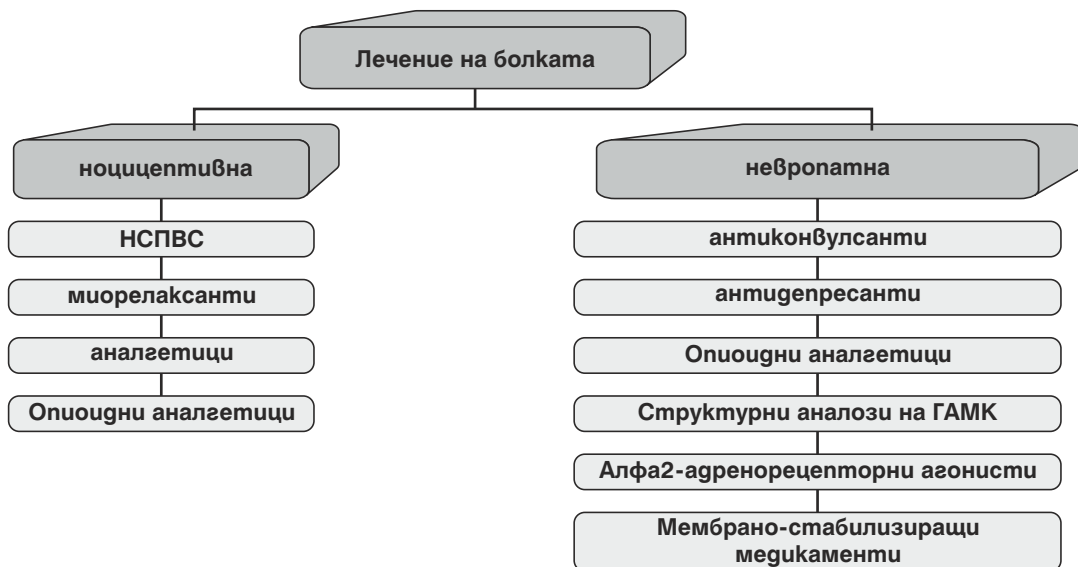 Лечение на болката
ноцицептивна
НСПВС
миорелаксанти
аналгетици
Опиоидни аналгетици
невропатна
антиконвулсанти
антидепресанти
Опиоидни аналгетици
Структурни аналози на ГАМК
Алфа2-адренорецепторни агонисти
Мембрано-стабилизиращи
медикаменти